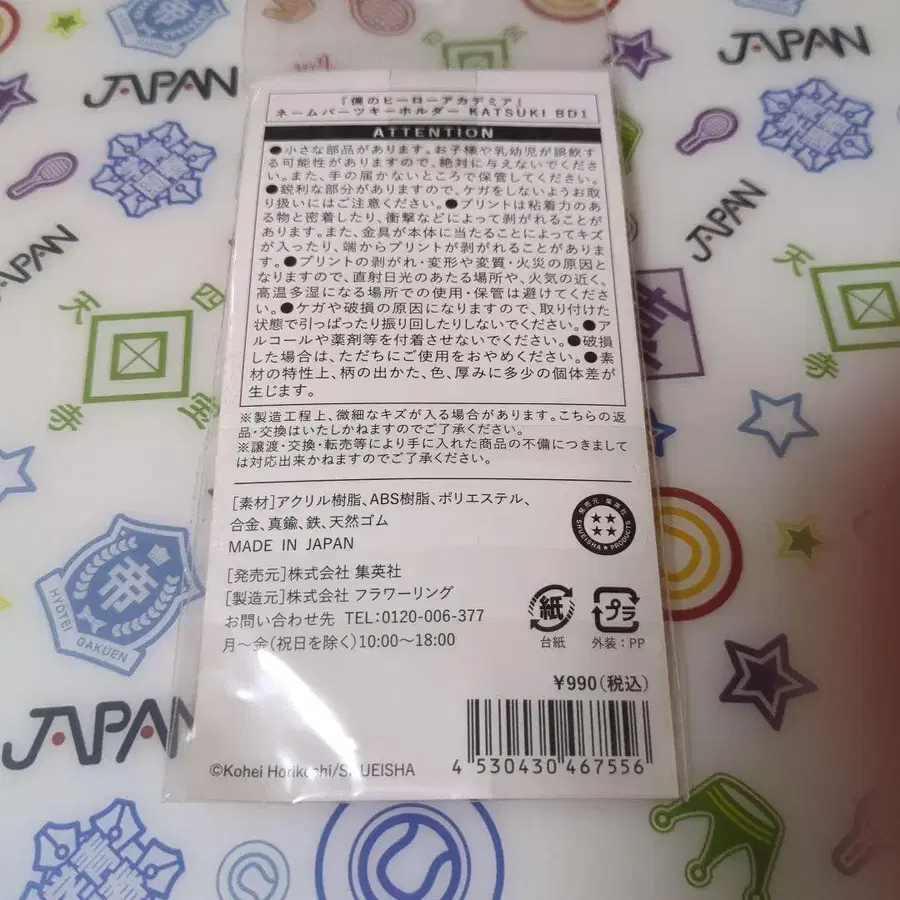 『僕のヒーローアカデミア』
ネームパーツキーホルダー KATSUKI BD1
ATTENTION
●小さな部品があります。お子様や乳幼児が誤飲す
る可能性がありますので、絶対に与えないでくださ
い。また、手の届かないところで保管してください。
●鋭利な部分がありますので、ケガをしないようお取
り扱いにはご注意ください。●プリントは粘着力のあ
る物と密着したり、衝撃などによって剥がれることが
あります。また、金具が本体に当たることによってキズ
が入ったり、端からプリントが剥がれることがありま
す。●プリントの剥がれ・変形や変質・火災の原因と
なりますので、直射日光のあたる場所や、火気の近く、
高温多湿になる場所での使用・保管は避けてくださ
い。●ケガや破損の原因になりますので、取り付けた
状態で引っぱったり振り回したりしないでください。●ア
ルコールや薬剤等を付着させないでください。●破損
した場合は、ただちにご使用をおやめください。●素
材の特性上、柄の出かた、色、厚みに多少の個体差が
生じます。
※製造工程上、微細なキズが入る場合があります。こちらの返
品・交換はいたしかねますのでご了承ください。
※譲渡・交換・転売等により手に入れた商品の不備につきまして
は対応出来かねますのでご了承ください。
[素材]アクリル樹脂、ABS樹脂、ポリエステル、
合金、真鍮、鉄、天然ゴム
MADE IN JAPAN
発売元 集英社
SHUEISHA PRODUCTS
[発売元]株式会社 集英社
[製造元]株式会社 フラワーリング
お問い合わせ先 TEL:0120-006-377
月～金(祝日を除く)10:00～18:00
紙
台紙
プラ
外装:PP
¥990(税込)
4 530430 467556
©Kohei Horikoshi/SHUEISHA
JAPAN
JAPAN
JAPAN
JAPAN
JAPAN
GAKUEN
四
天
宝
寺
四
天
寺
HYOTEI
GAKUEN